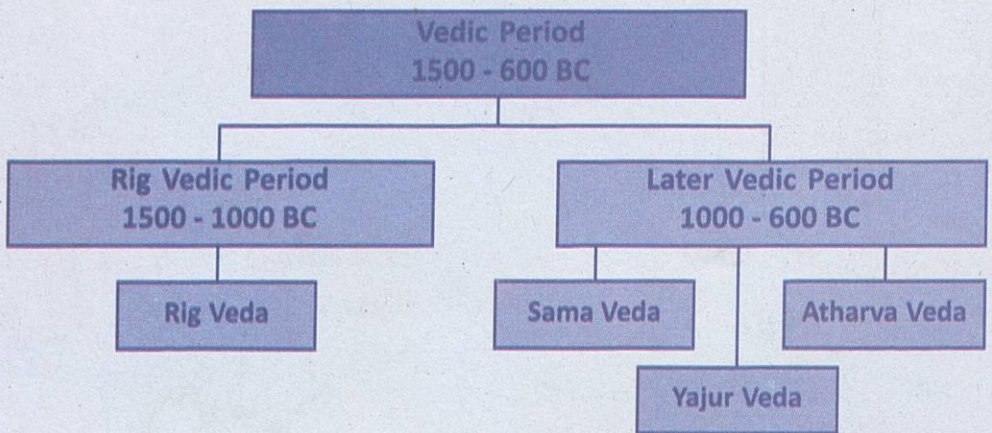 Vedic Period
1500 - 600 BC
Rig Vedic Period
1500 - 1000 BC
Later Vedic Period
1000 - 600 BC
Rig Veda
Sama Veda
Atharva Veda
Yajur Veda